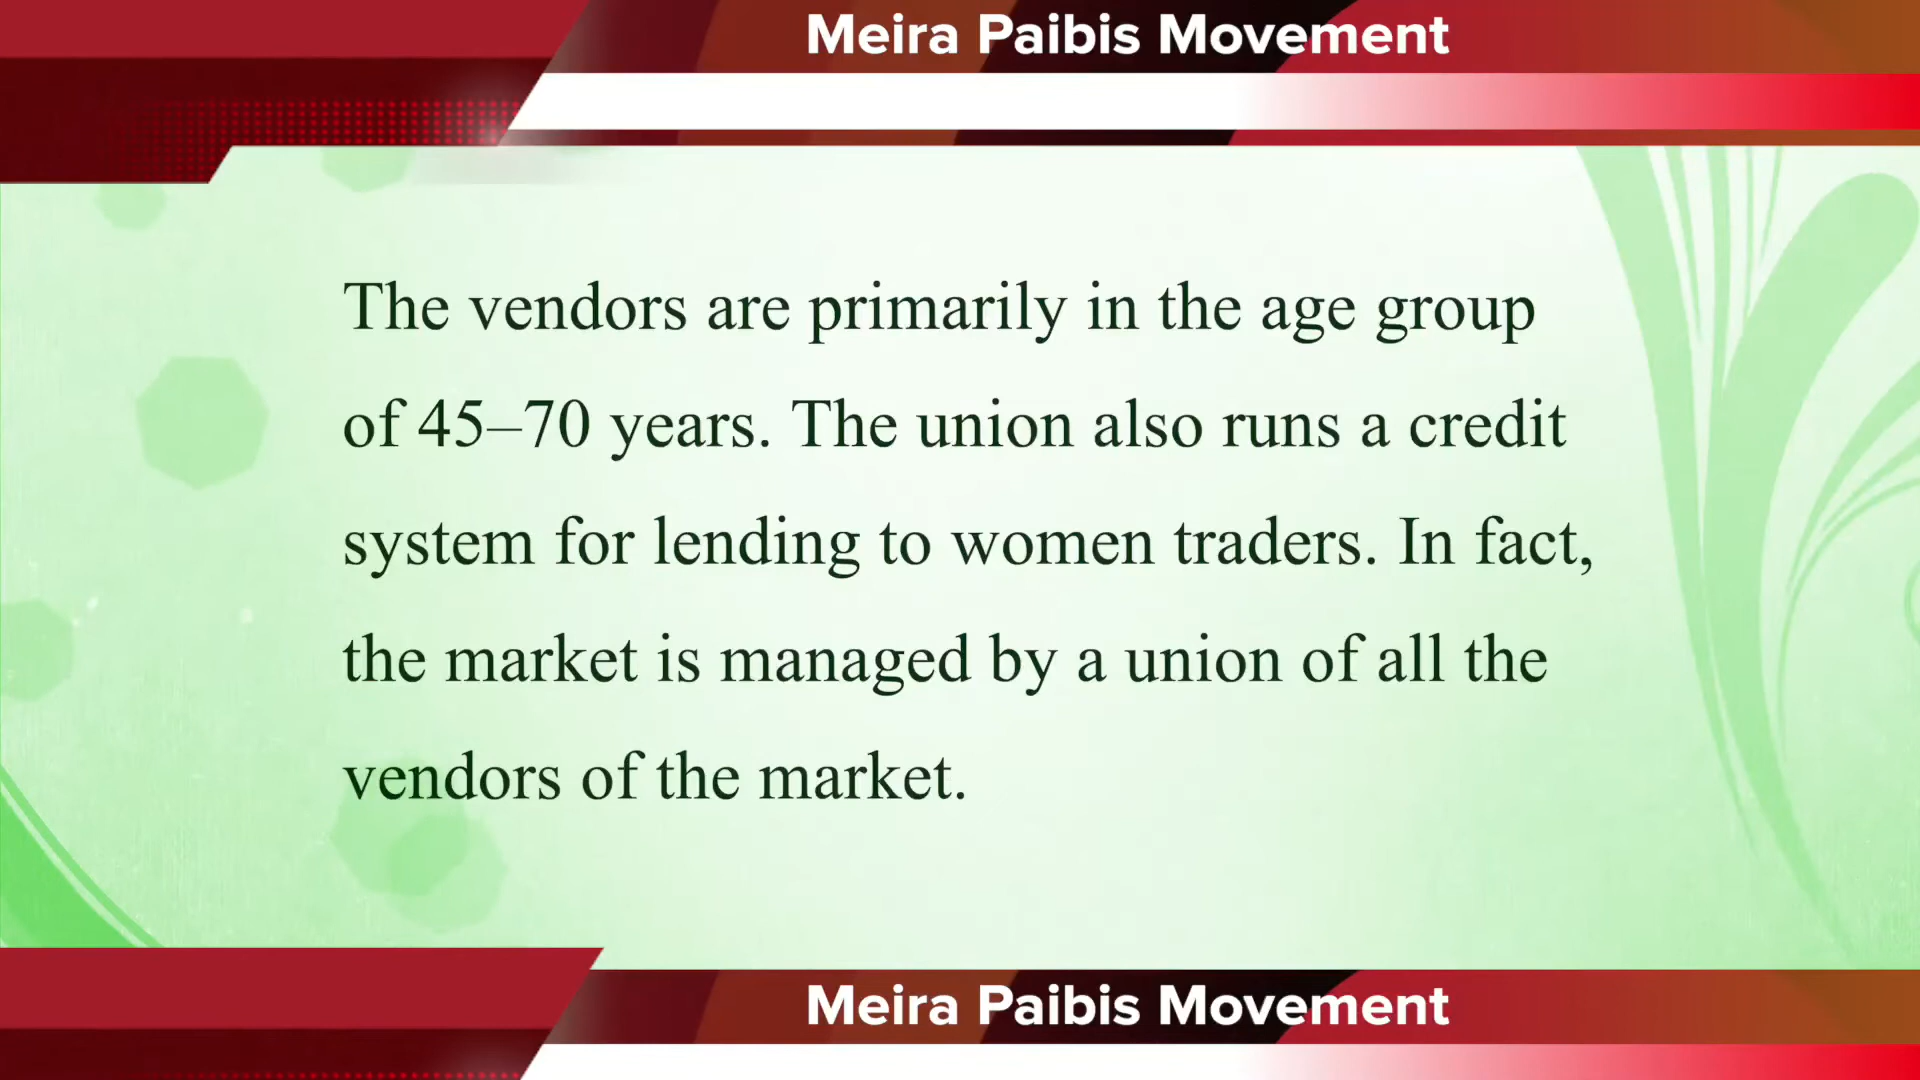 Meira Paibis Movement
The vendors are primarily in the age group
of 45–70 years. The union also runs a credit
system for lending to women traders. In fact,
the market is managed by a union of all the
vendors of the market.
Meira Paibis Movement